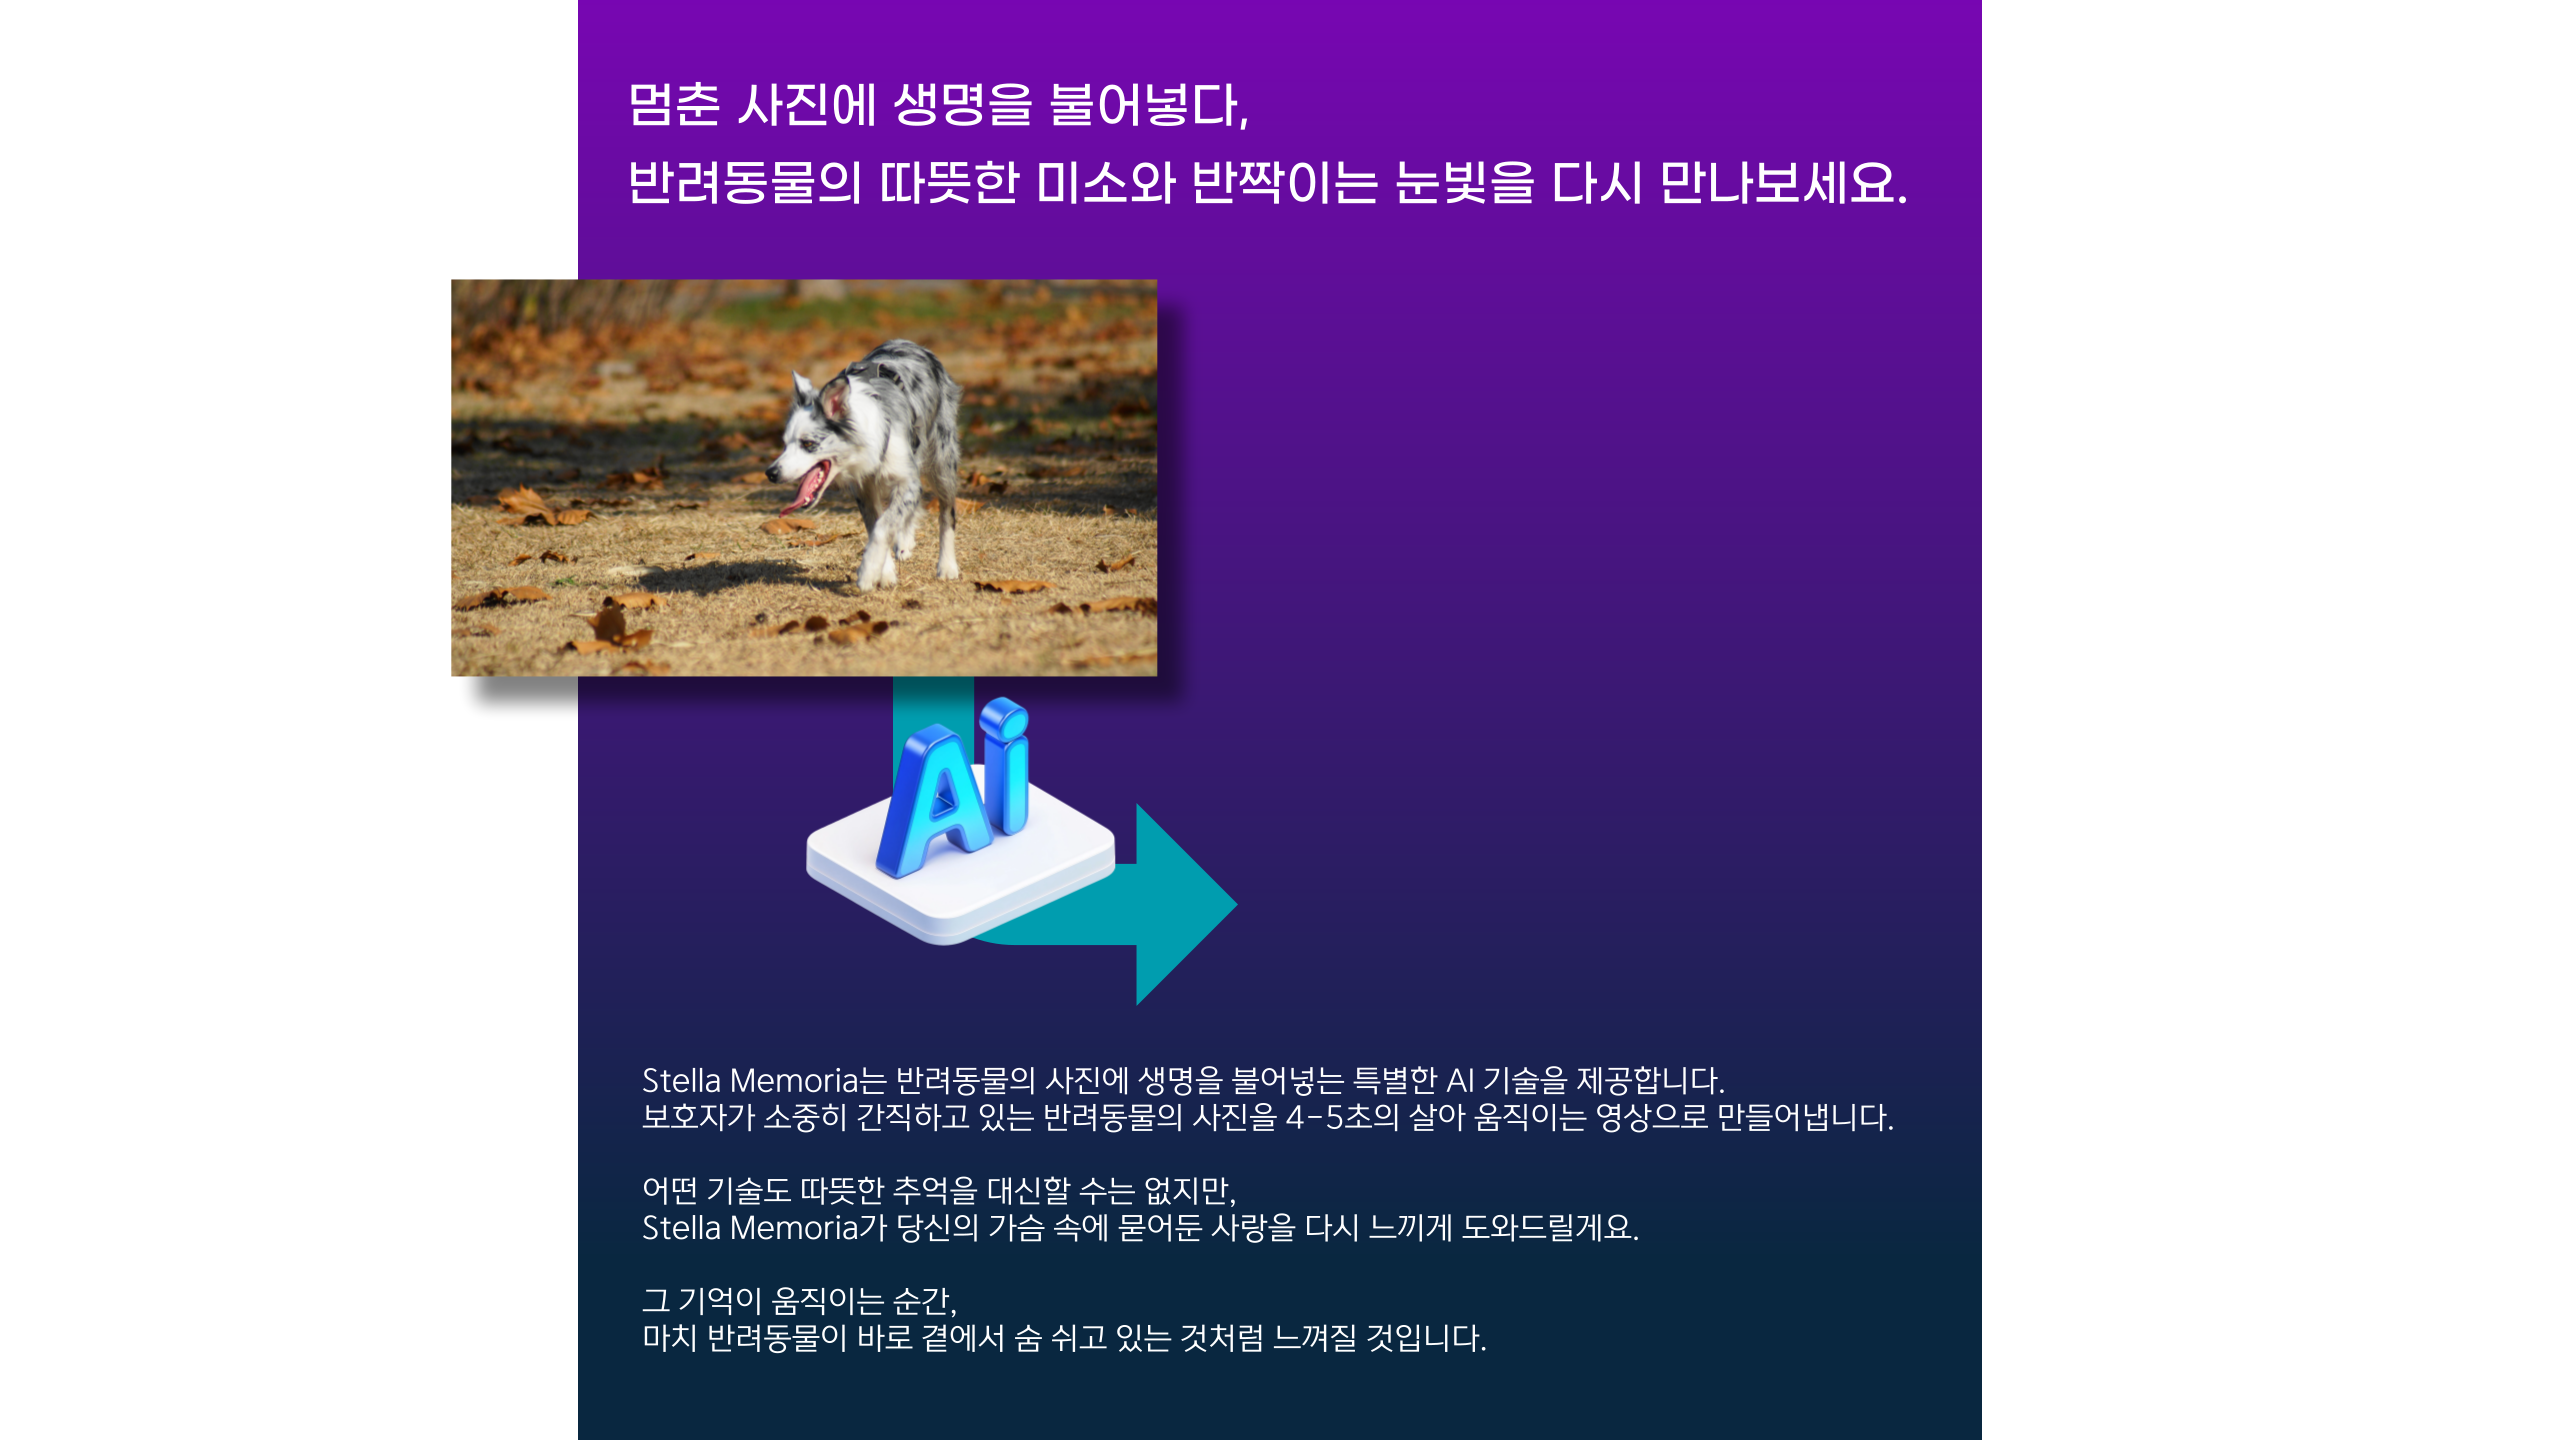 멈춘 사진에 생명을 불어넣다,
반려동물의 따뜻한 미소와 반짝이는 눈빛을 다시 만나보세요.
Ai
Stella Memoria는 반려동물의 사진에 생명을 불어넣는 특별한 AI 기술을 제공합니다.
보호자가 소중히 간직하고 있는 반려동물의 사진을 4-5초의 살아 움직이는 영상으로 만들어냅니다.
어떤 기술도 따뜻한 추억을 대신할 수는 없지만,
Stella Memoria가 당신의 가슴 속에 묻어둔 사랑을 다시 느끼게 도와드릴게요.
그 기억이 움직이는 순간,
마치 반려동물이 바로 곁에서 숨 쉬고 있는 것처럼 느껴질 것입니다.